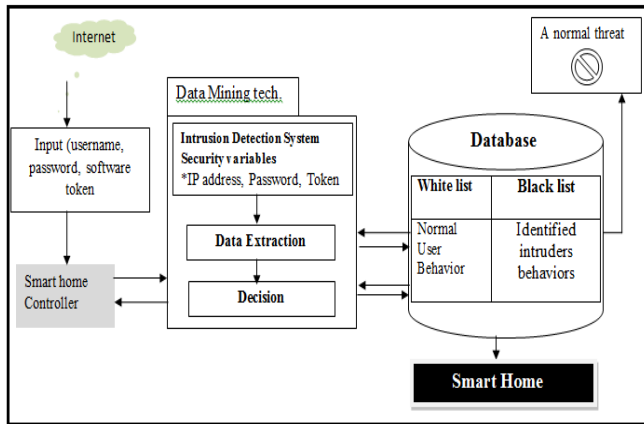 Internet
Input (username,
password, software
token
Smart home
Controller
Data Mining tech.
Intrusion Detection System
Security variables
*IP address, Password, Token
Data Extraction
Decision
Database
White list
Black list
Normal
User
Behavior
Identified
intruders
behaviors
A normal threat
Smart Home